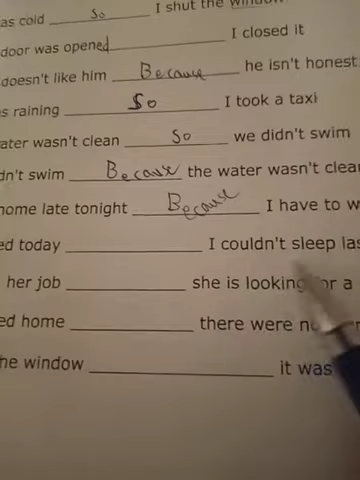 as cold so I shut the window
door was opened I closed it
doesn't like him Because he isn't honest
s raining so I took a taxi
ater wasn't clean so we didn't swim
dn't swim Because the water wasn't clear
home late tonight Because I have to w
ed today I couldn't sleep las
her job she is looking for a
ed home there were
he window it was